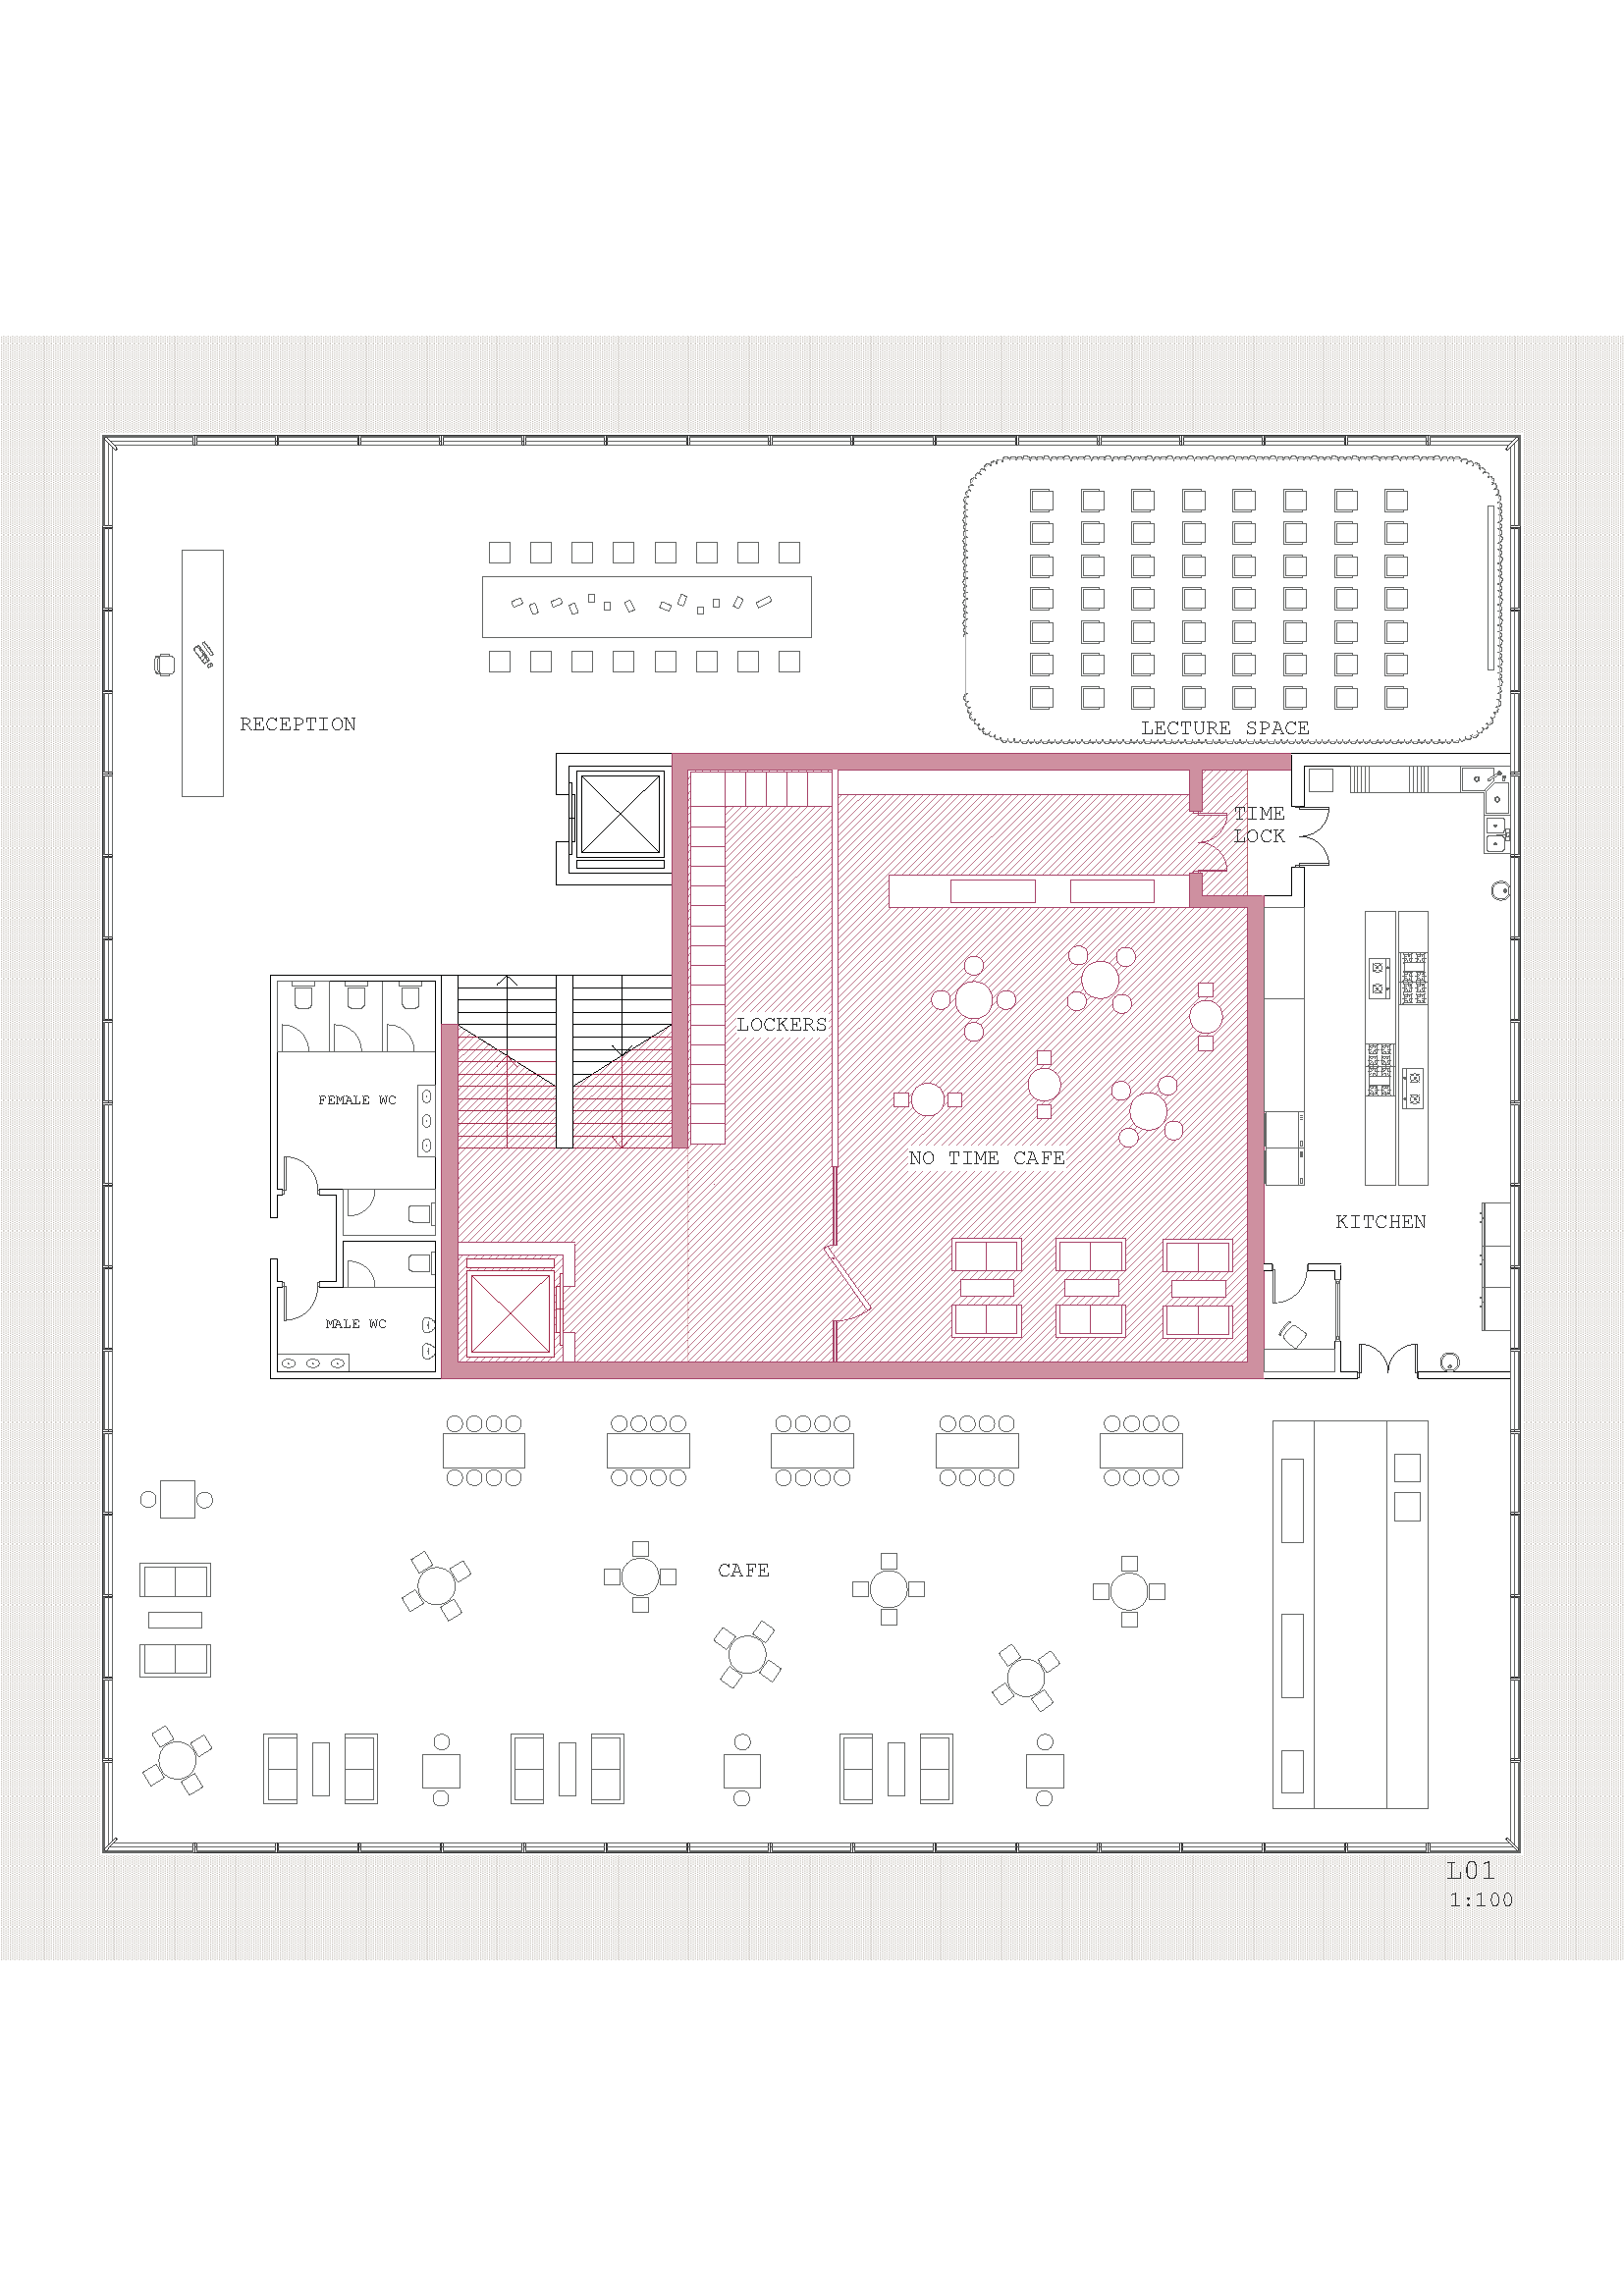 RECEPTION
LECTURE SPACE
TIME
LOCK
LOCKERS
FEMALE WC
NO TIME CAFE
KITCHEN
MALE WC
CAFE
L01
1:100